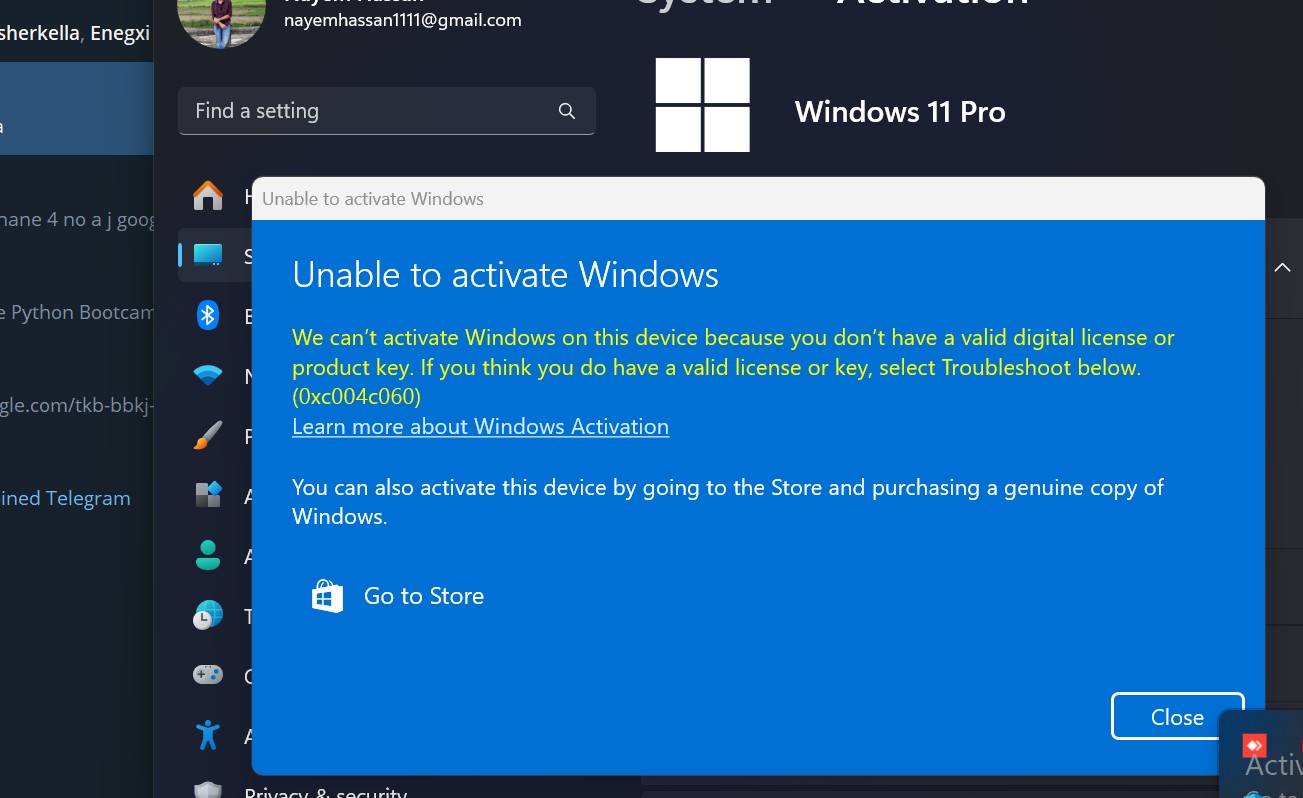 nayemhassan1111@gmail.com
sherkella, Enegxi
Find a setting
Windows 11 Pro
Unable to activate Windows
Unable to activate Windows
We can't activate Windows on this device because you don't have a valid digital license or
product key. If you think you do have a valid license or key, select Troubleshoot below.
(0xc004c060)
Learn more about Windows Activation
You can also activate this device by going to the Store and purchasing a genuine copy of
Windows.
Go to Store
Close
hane 4 no a j goog
e Python Bootcam
gle.com/tkb-bbkj-
ined Telegram
Privacy & security
Activ